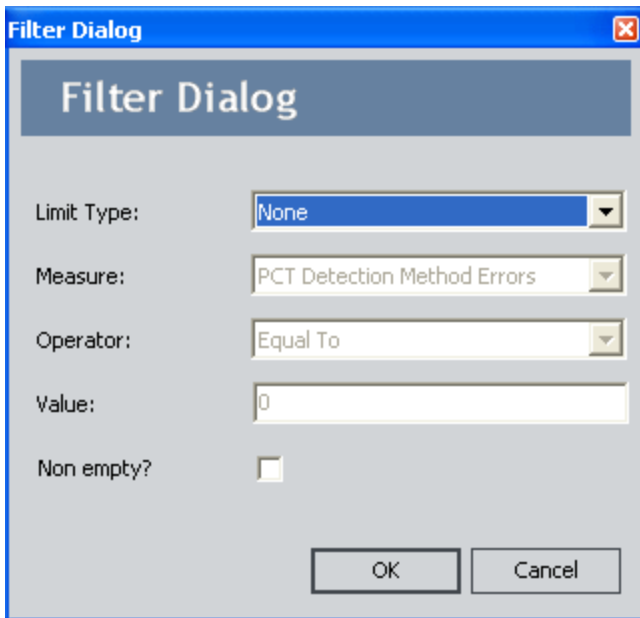 Filter Dialog
Filter Dialog
Limit Type: None
Measure: PCT Detection Method Errors
Operator: Equal To
Value: 0
Non empty?
OK Cancel